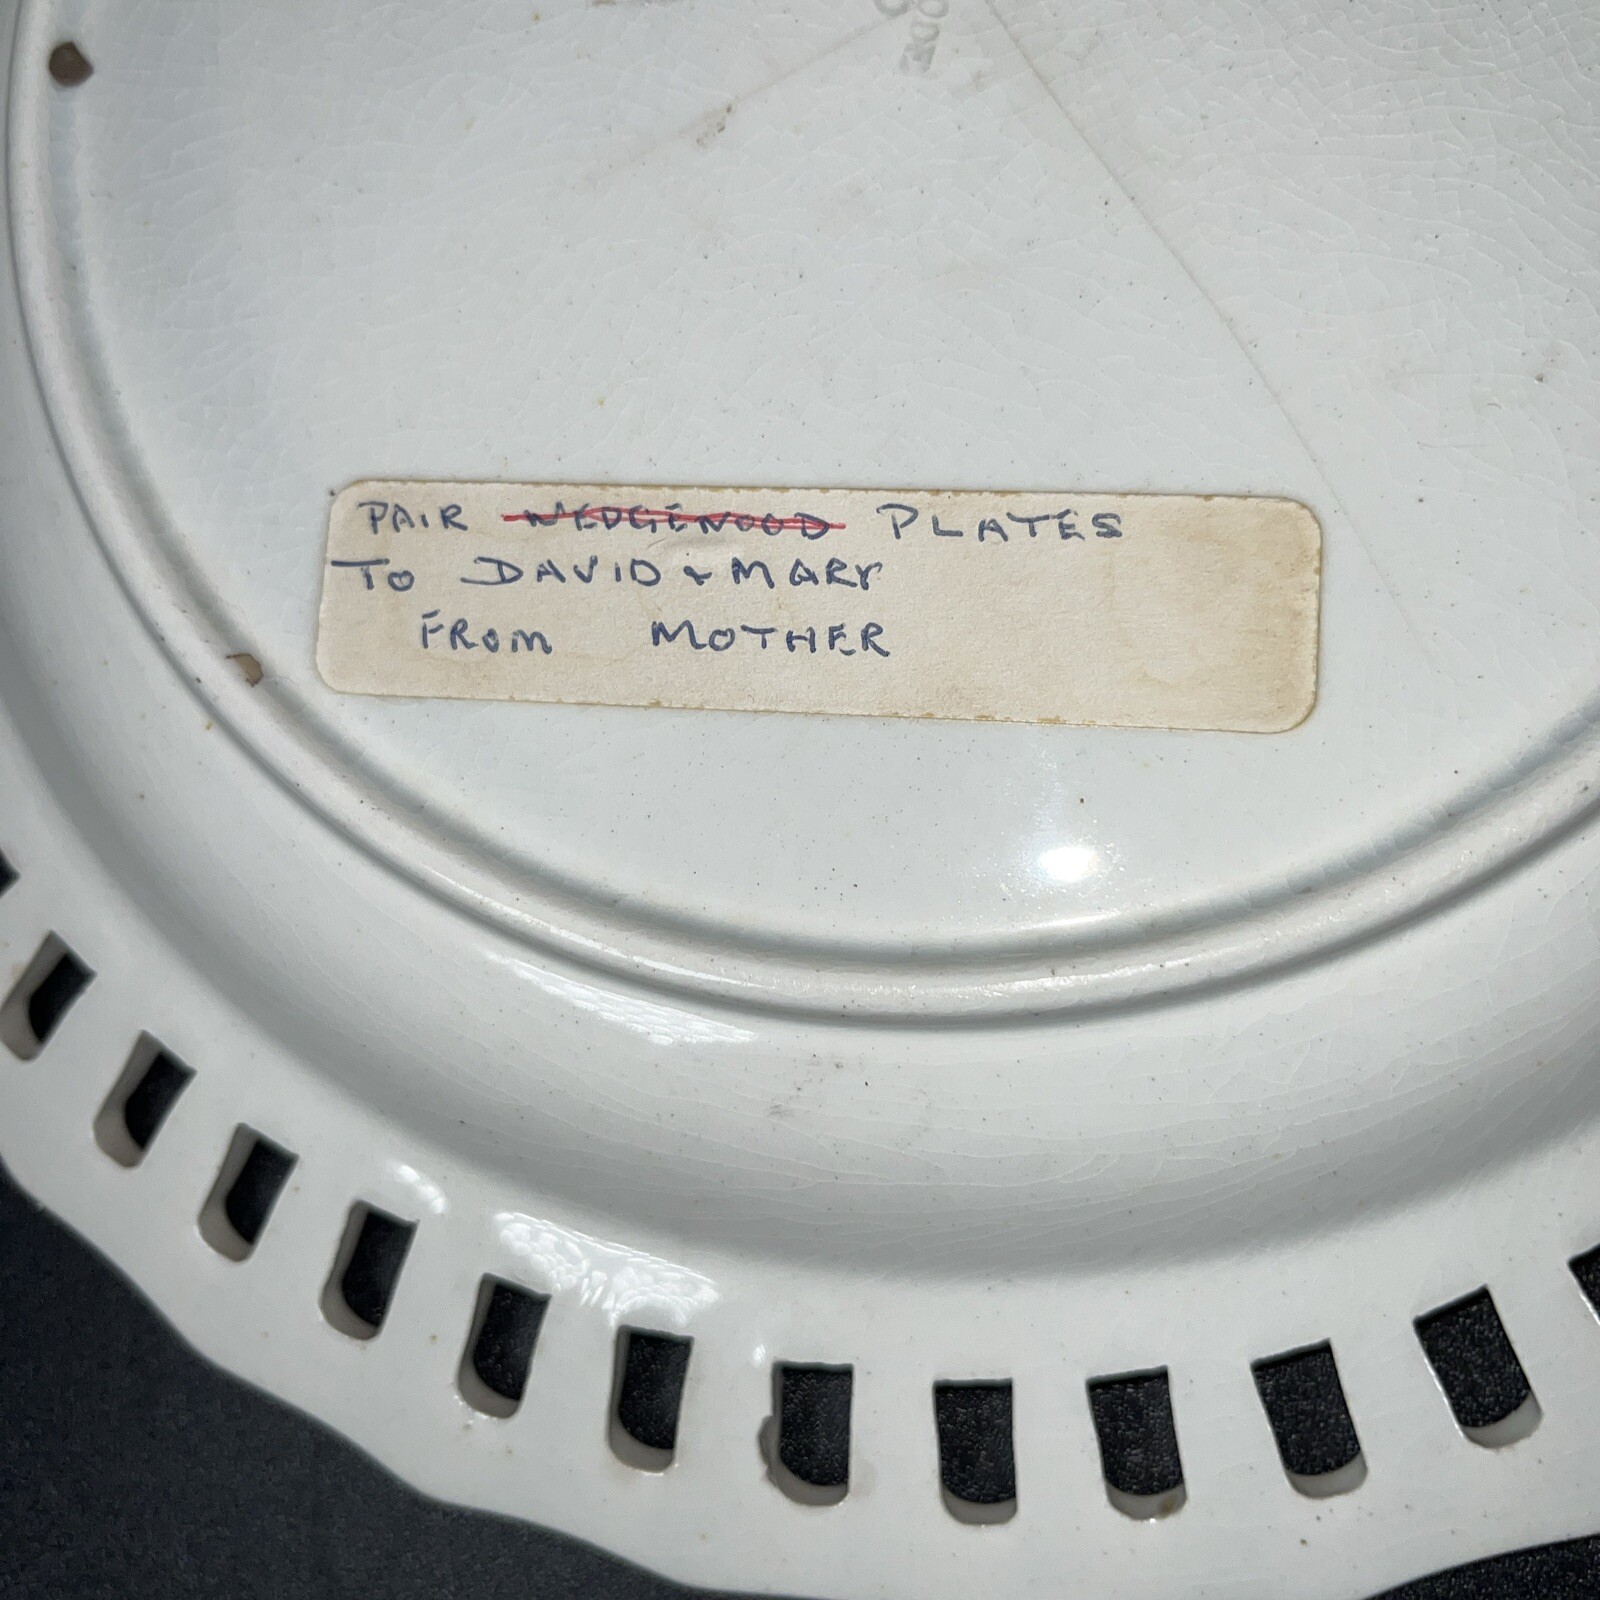 PAIR WEDGEWOOD PLATES
TO DAVID & MARY
FROM MOTHER